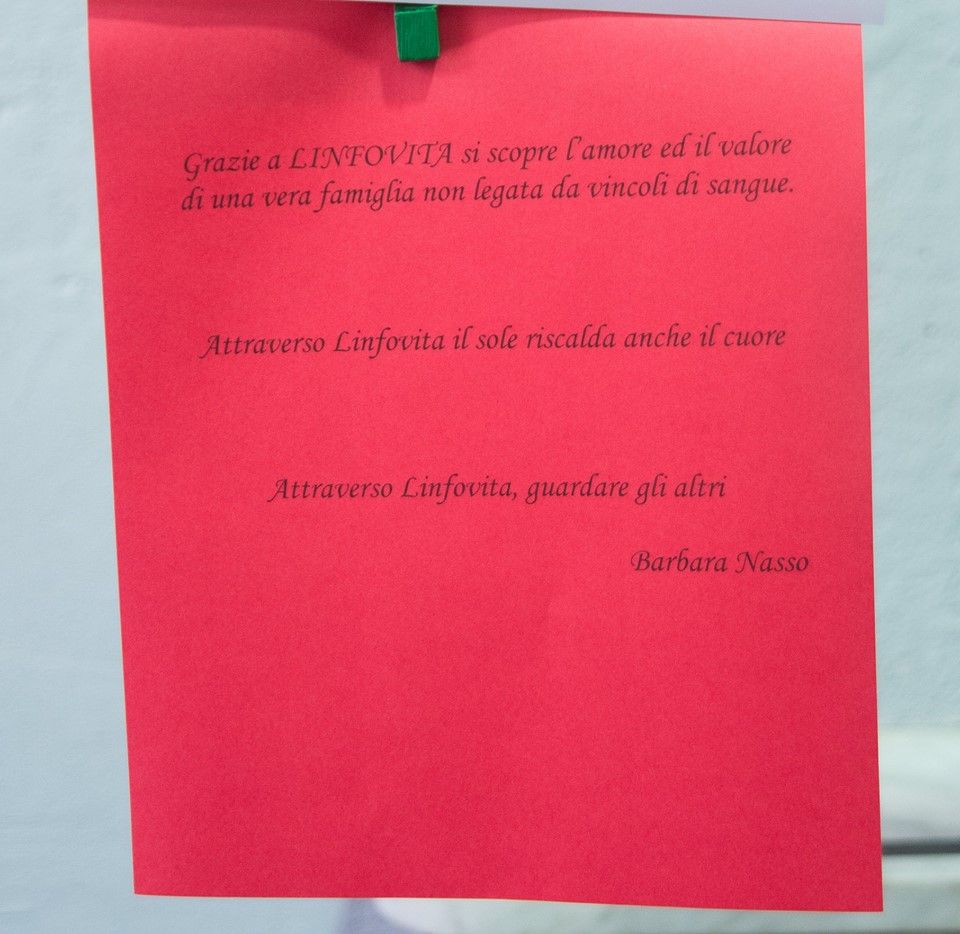 Grazie a LINFOVITA si scopre l'amore ed il valore
di una vera famiglia non legata da vincoli di sangue.
Attraverso Linfovita il sole riscalda anche il cuore
Attraverso Linfovita, guardare gli altri
Barbara Nasso